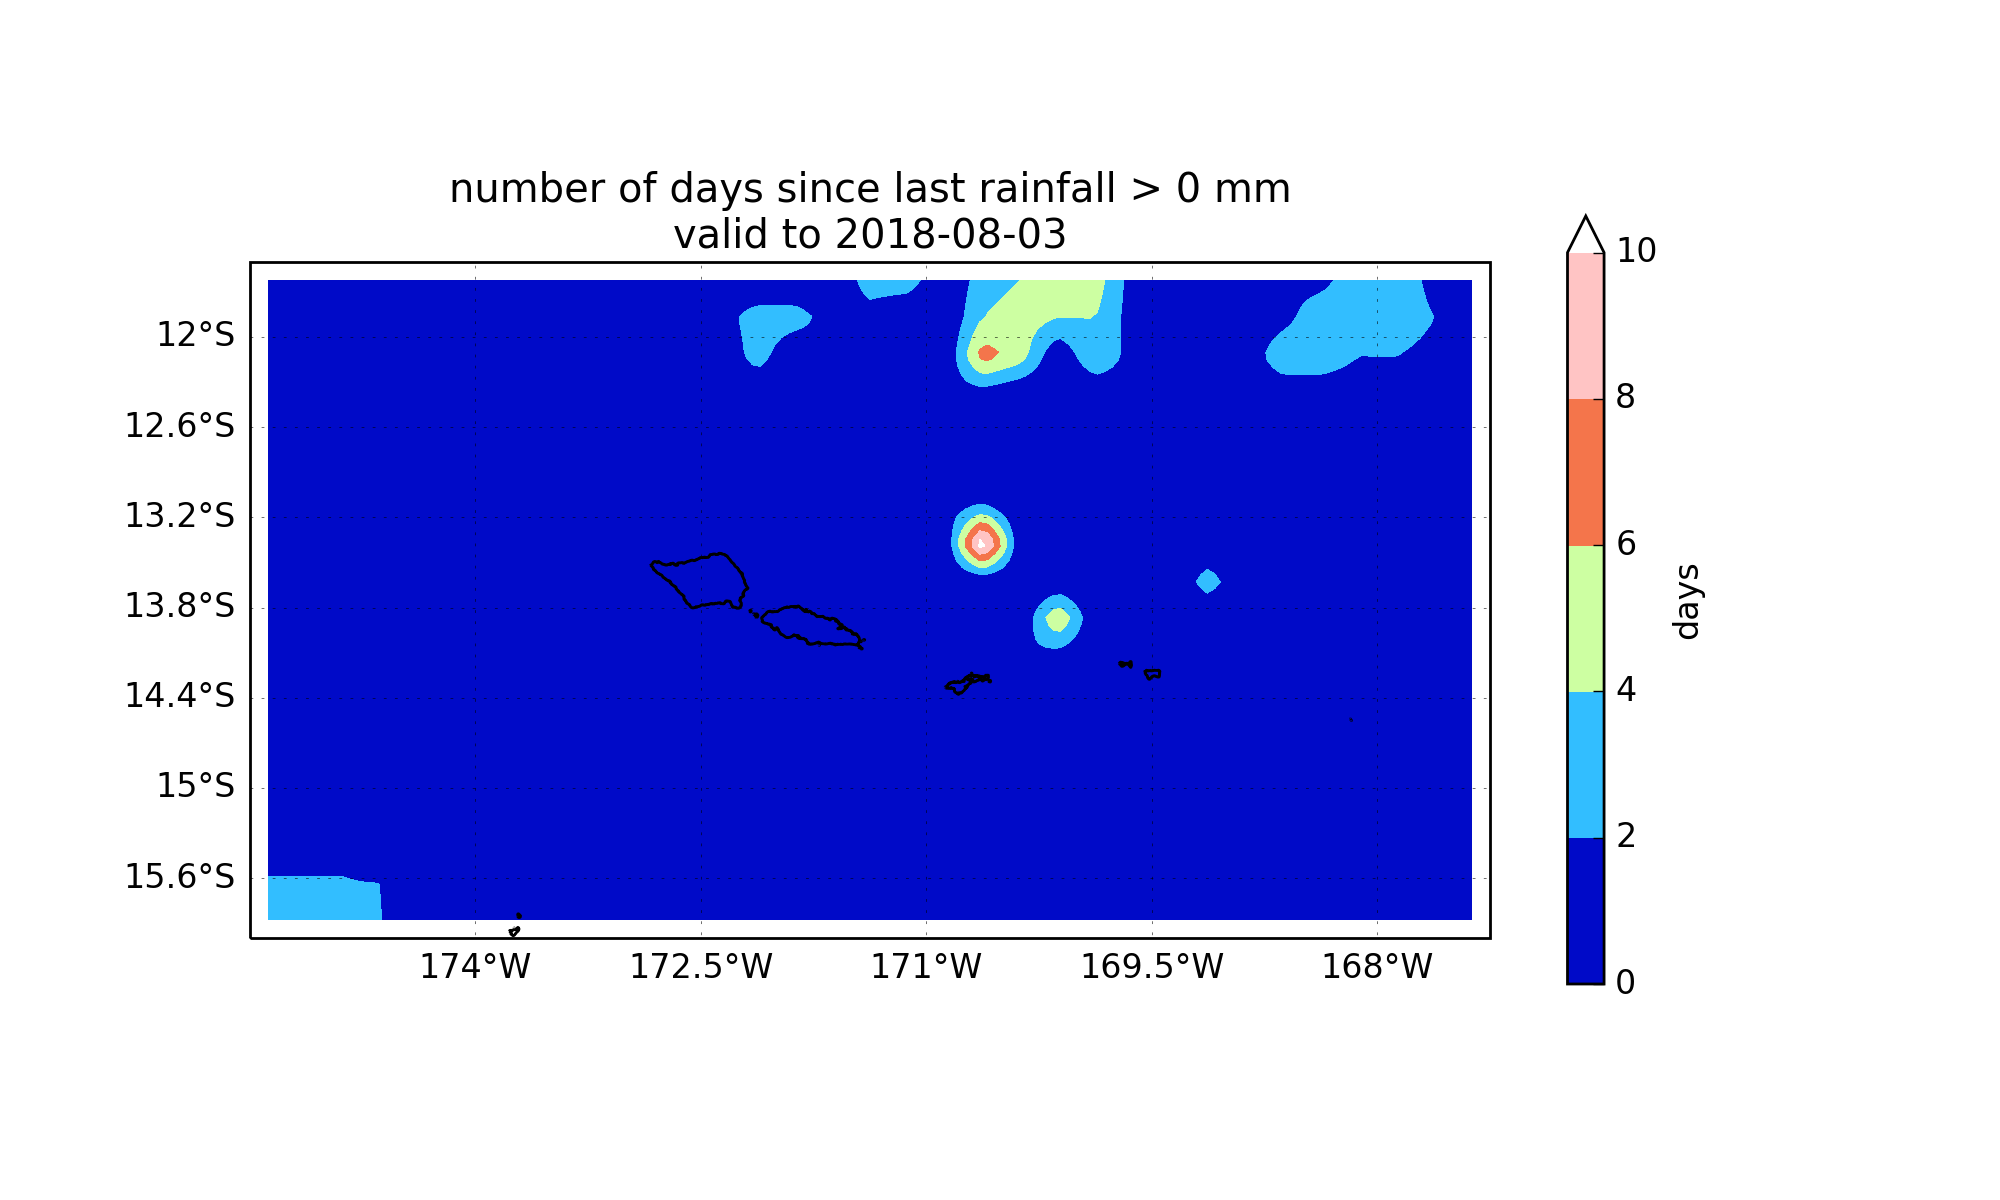 number of days since last rainfall > 0 mm
valid to 2018-08-03
12°S
12.6°S
13.2°S
13.8°S
14.4°S
15°S
15.6°S
174°W 172.5°W 171°W 169.5°W 168°W
10
8
6
4
2
0
days